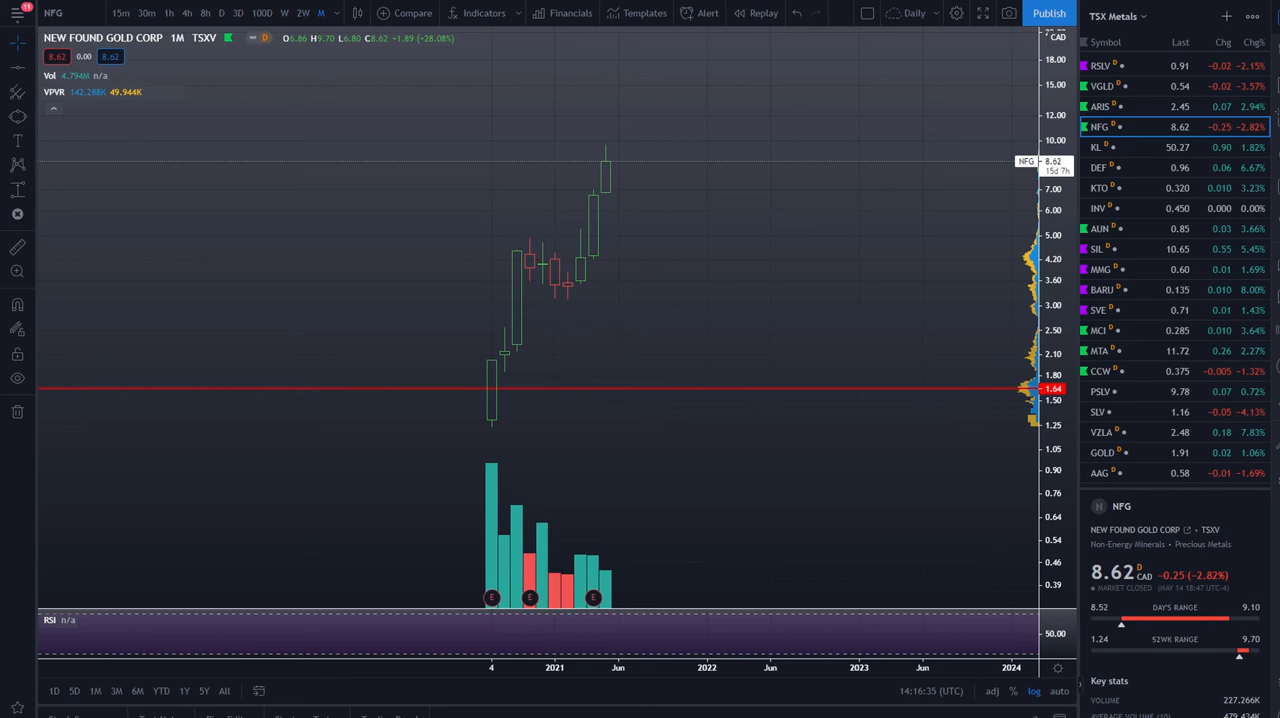 11
NFG 15m 30m 1h 4h 8h D 3D 100D W 2W M Compare Indicators Financials Templates Alert Replay Daily Publish
NEW FOUND GOLD CORP 1M TSXV D O6.86 H9.70 L6.80 C8.62 +1.89 (+28.08%)
8.62 0.00 8.62
Vol 4.794M n/a
VPVR 142.288K 49.944K
CAD
18.00
15.00
12.00
10.00
NFG 8.62
15d 7h
7.00
6.00
5.00
4.20
3.60
3.00
2.50
2.10
1.80
1.64
1.50
1.25
1.05
0.90
0.76
0.64
0.54
0.46
0.39
E E E
RSI n/a
50.00
4 2021 Jun 2022 Jun 2023 Jun 2024
1D 5D 1M 3M 6M YTD 1Y 5Y All 14:16:35 (UTC) adj % log auto
TSX Metals
Symbol Last Chg Chg%
RSLV D 0.91 −0.02 −2.15%
VGLD D 0.54 −0.02 −3.57%
ARIS D 2.45 0.07 2.94%
NFG D 8.62 −0.25 −2.82%
KL D 50.27 0.90 1.82%
DEF D 0.96 0.06 6.67%
KTO D 0.320 0.010 3.23%
INV D 0.450 0.000 0.00%
AUN D 0.85 0.03 3.66%
SIL D 10.65 0.55 5.45%
MMG D 0.60 0.01 1.69%
BARU D 0.135 0.010 8.00%
SVE D 0.71 0.01 1.43%
MCI D 0.285 0.010 3.64%
MTA D 11.72 0.26 2.27%
CCW D 0.375 −0.005 −1.32%
PSLV D 9.78 0.07 0.72%
SLV D 1.16 −0.05 −4.13%
VZLA D 2.48 0.18 7.83%
GOLD D 1.91 0.02 1.06%
AAG D 0.58 −0.01 −1.69%
N NFG
NEW FOUND GOLD CORP • TSXV
Non-Energy Minerals • Precious Metals
8.62 D CAD −0.25 (−2.82%)
MARKET CLOSED (MAY 14 18:47 UTC-4)
8.52 DAY'S RANGE 9.10
1.24 52WK RANGE 9.70
Key stats
VOLUME 227.266K